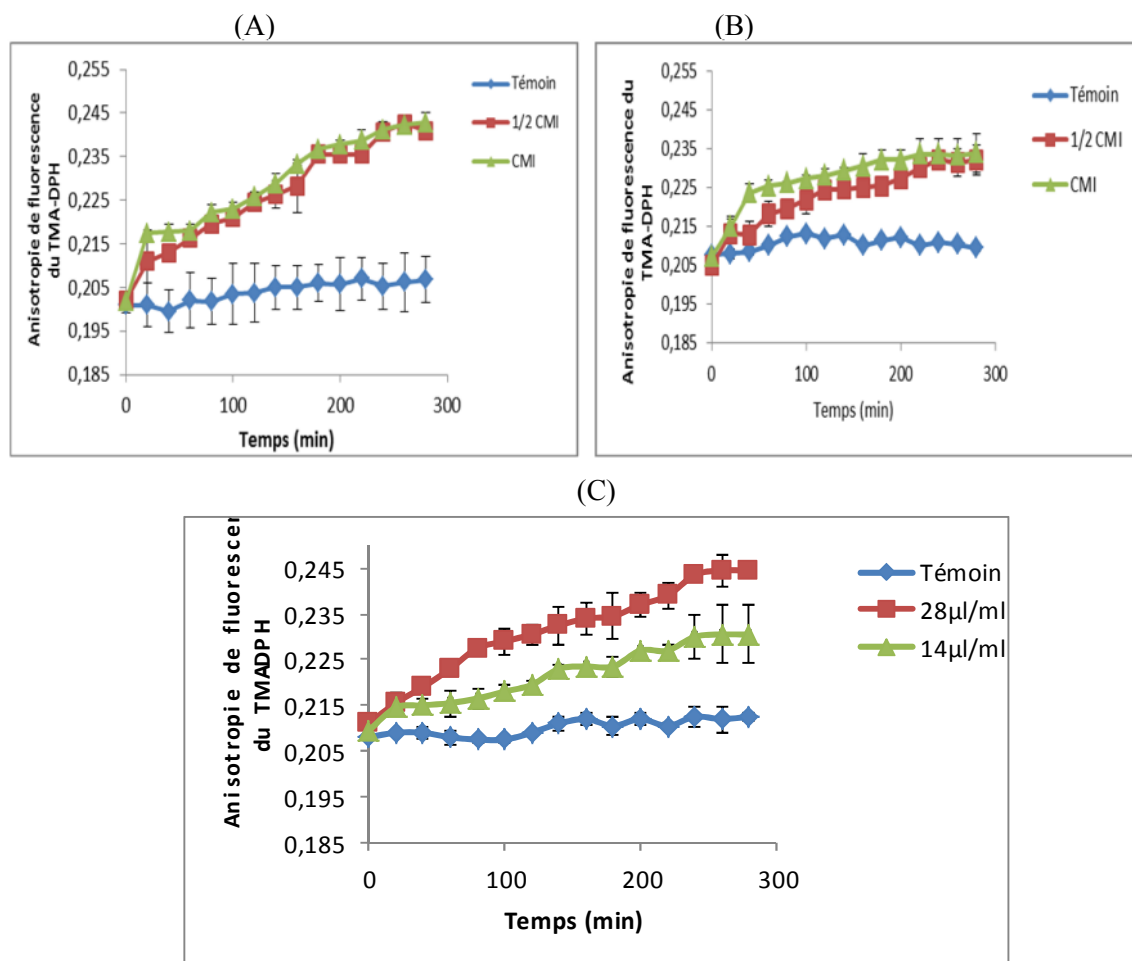 (A)
Anisotropie de fluorescence
du TMA-DPH
0,255
0,245
0,235
0,225
0,215
0,205
0,195
0,185
0
100
200
300
Temps (min)
Témoin
1/2 CMI
CMI
(B)
Anisotropie de fluorescence du
TMA-DPH
0,255
0,245
0,235
0,225
0,215
0,205
0,195
0,185
0
100
200
300
Temps (min)
Témoin
1/2 CMI
CMI
(C)
Anisotropie de fluorescen
du TMADPH
0,245
0,235
0,225
0,215
0,205
0,195
0,185
0
100
200
300
Temps (min)
Témoin
28µl/ml
14µl/ml